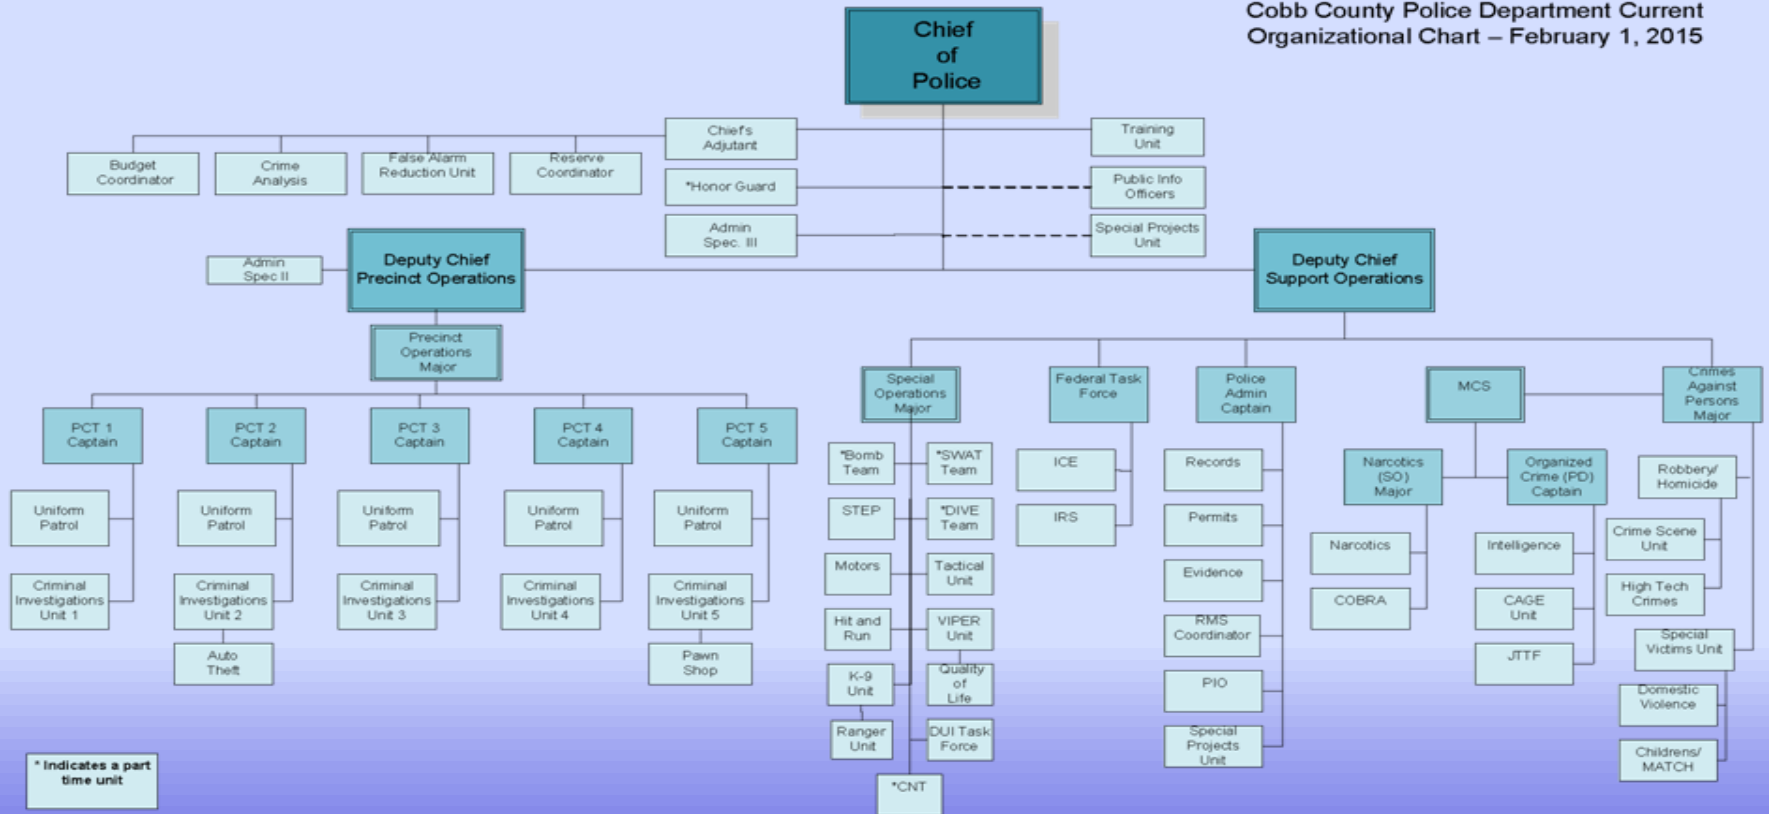 Cobb County Police Department Current
Organizational Chart – February 1, 2015
Chief
of
Police
Chief's
Adjutant
Training
Unit
Budget
Coordinator
Crime
Analysis
False Alarm
Reduction Unit
Reserve
Coordinator
*Honor Guard
Public Info
Officers
Admin
Spec. III
Special Projects
Unit
Admin
Spec II
Deputy Chief
Precinct Operations
Deputy Chief
Support Operations
Precinct
Operations
Major
PCT 1
Captain
PCT 2
Captain
PCT 3
Captain
PCT 4
Captain
PCT 5
Captain
Uniform
Patrol
Uniform
Patrol
Uniform
Patrol
Uniform
Patrol
Uniform
Patrol
Criminal
Investigations
Unit 1
Criminal
Investigations
Unit 2
Criminal
Investigations
Unit 3
Criminal
Investigations
Unit 4
Criminal
Investigations
Unit 5
Auto
Theft
Pawn
Shop
Special
Operations
Major
Federal Task
Force
Police
Admin
Captain
MCS
Crimes
Against
Persons
Major
*Bomb
Team
*SWAT
Team
STEP
*DIVE
Team
Motors
Tactical
Unit
Hit and
Run
VIPER
Unit
K-9
Unit
Quality
of
Life
Ranger
Unit
DUI Task
Force
*CNT
ICE
IRS
Records
Permits
Evidence
RMS
Coordinator
PIO
Special
Projects
Unit
Narcotics
(SO)
Major
Organized
Crime (PD)
Captain
Narcotics
COBRA
Intelligence
CAGE
Unit
JTTF
Robbery/
Homicide
Crime Scene
Unit
High Tech
Crimes
Special
Victims Unit
Domestic
Violence
Childrens/
MATCH
* Indicates a part
time unit